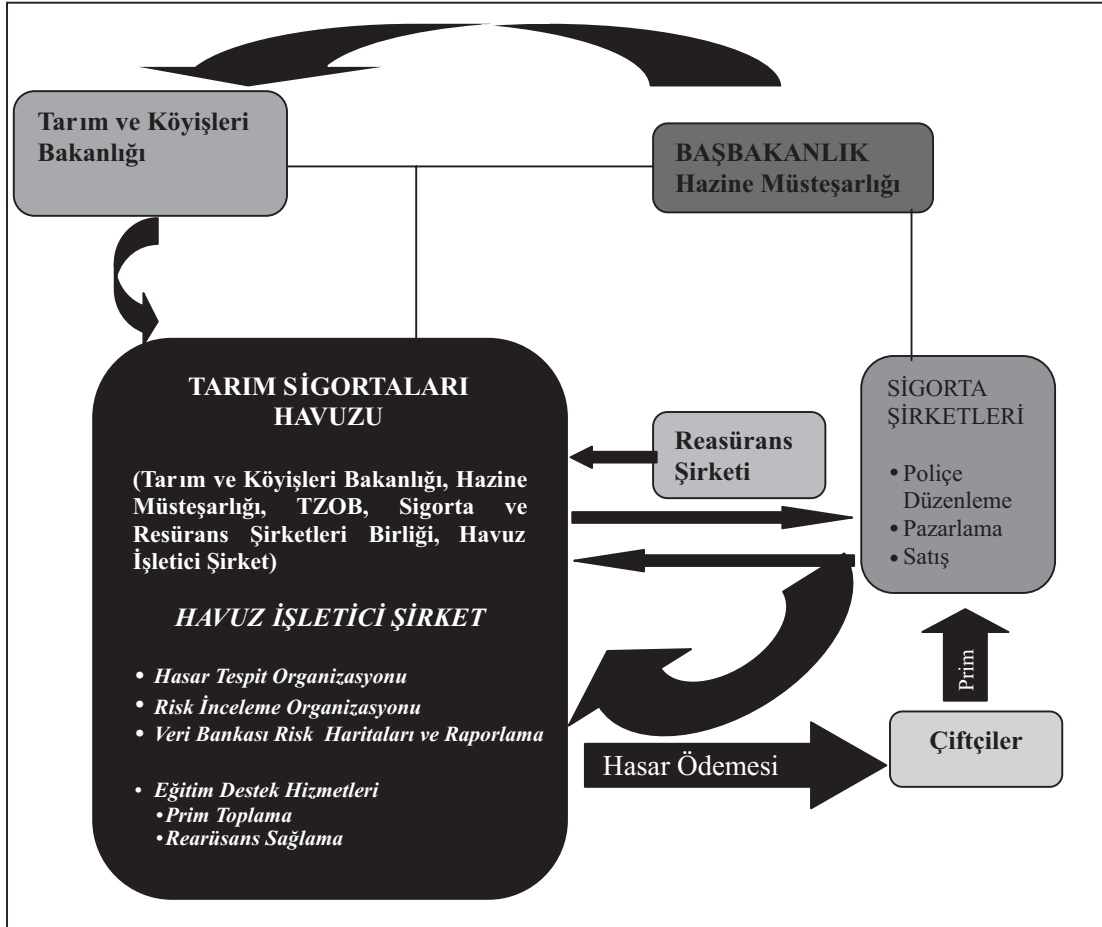 Tarım ve Köyişleri
Bakanlığı
BAŞBAKANLIK
Hazine Müsteşarlığı
TARIM SİGORTALARI
HAVUZU
(Tarım ve Köyişleri Bakanlığı, Hazine
Müsteşarlığı, TZOB, Sigorta ve
Resürans Şirketleri Birliği, Havuz
İşletici Şirket)
HAVUZ İŞLETİCİ ŞİRKET
• Hasar Tespit Organizasyonu
• Risk İnceleme Organizasyonu
• Veri Bankası Risk Haritaları ve Raporlama
• Eğitim Destek Hizmetleri
• Prim Toplama
• Rearüsans Sağlama
Reasürans
Şirketi
SİGORTA
ŞİRKETLERİ
• Poliçe
Düzenleme
• Pazarlama
• Satış
Prim
Çiftçiler
Hasar Ödemesi